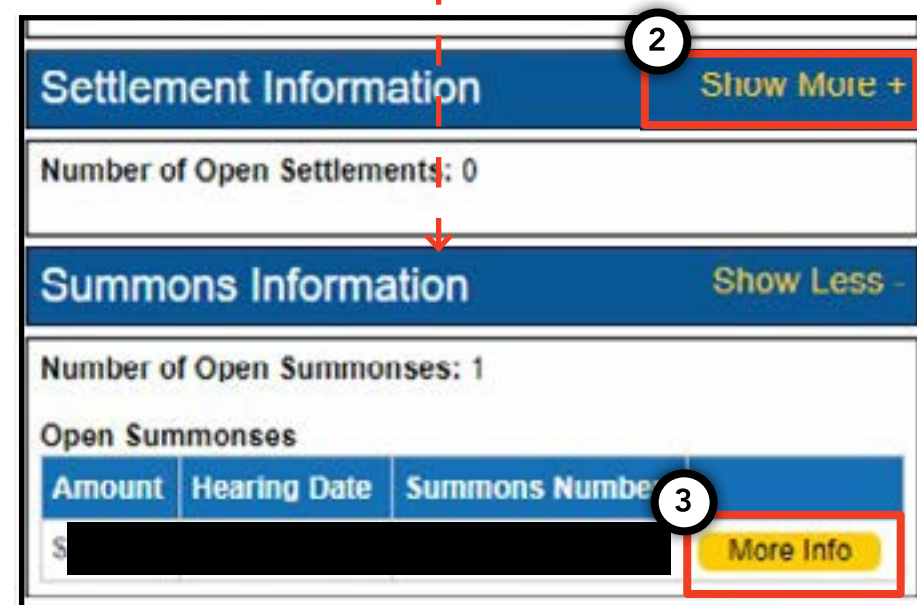 2
Settlement Information Show More +
Number of Open Settlements: 0
Summons Information Show Less -
Number of Open Summonses: 1
Open Summonses
Amount Hearing Date Summons Number
3
$
More Info